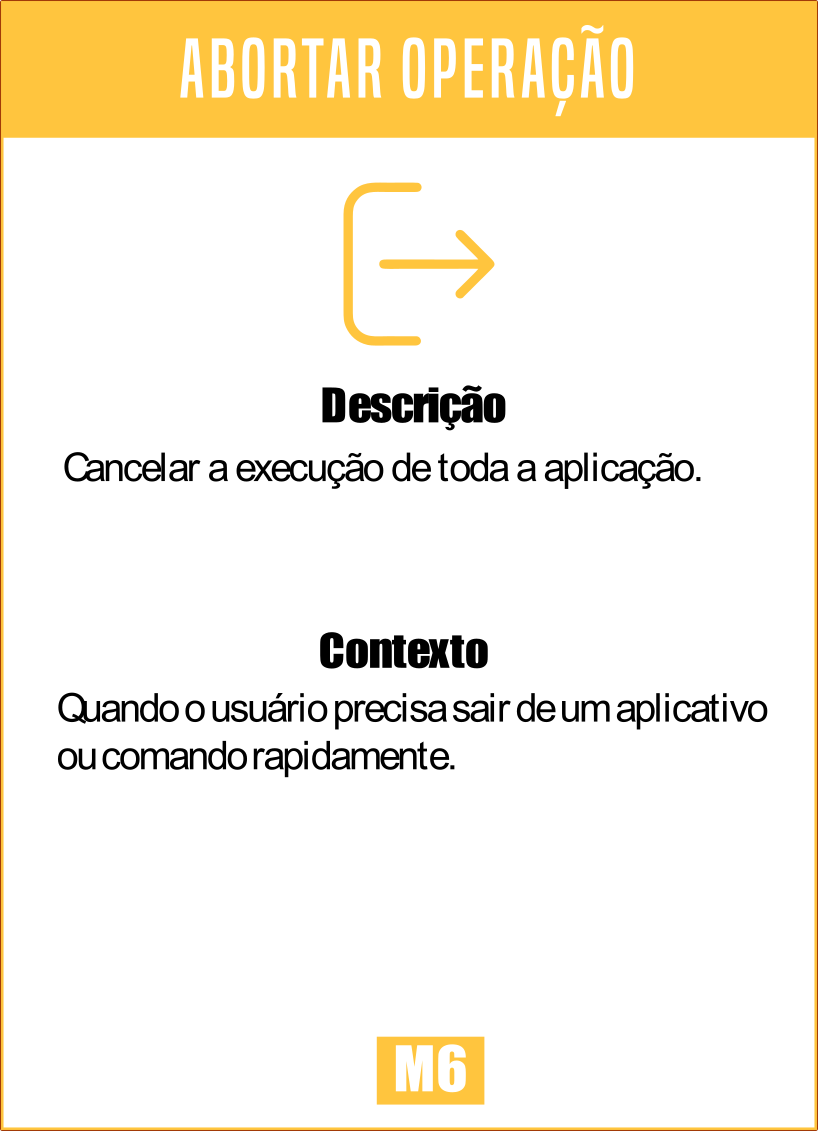 ABORTAR OPERAÇÃO
Descrição
Cancelar a execução de toda a aplicação.
Contexto
Quando o usuário precisa sair de um aplicativo
ou comando rapidamente.
M6